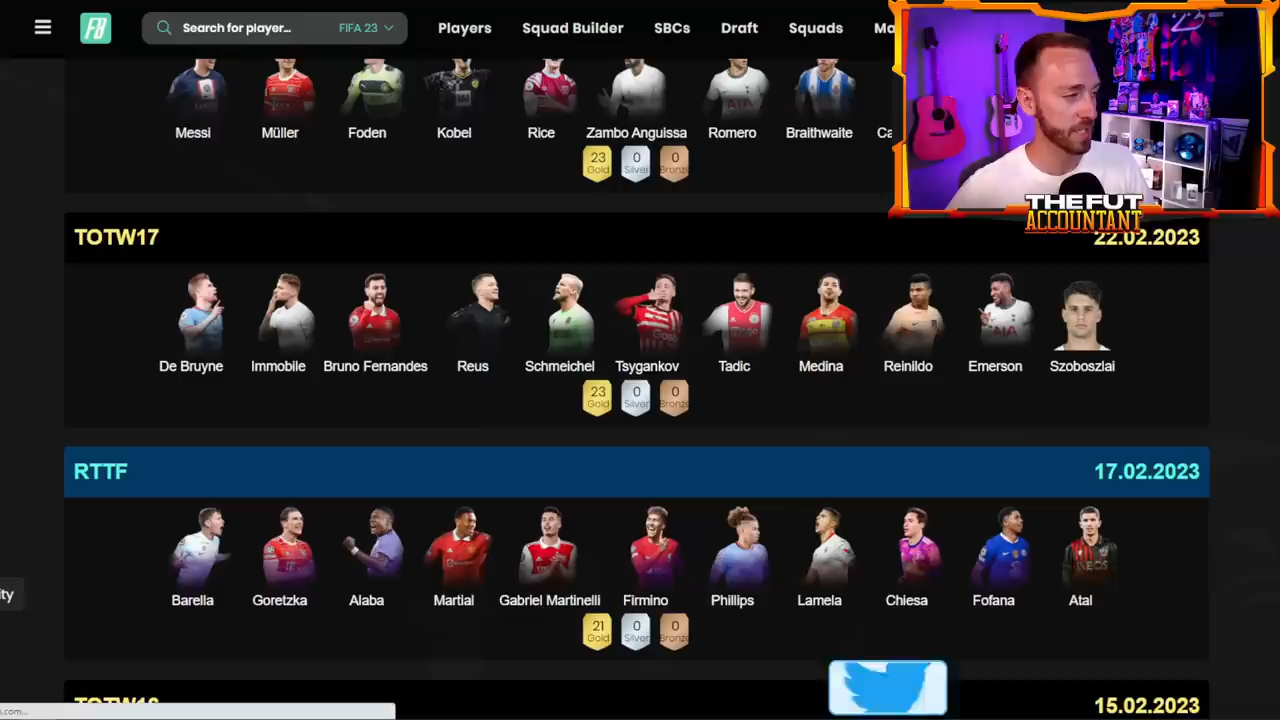 FB Search for player... FIFA 23 Players Squad Builder SBCs Draft Squads Ma
Messi Müller Foden Kobel Rice Zambo Anguissa Romero Braithwaite Ca
23 Gold 0 Silver 0 Bronze
THE FUT
ACCOUNTANT
TOTW17 22.02.2023
De Bruyne Immobile Bruno Fernandes Reus Schmeichel Tsygankov Tadic Medina Reinildo Emerson Szoboszlai
23 Gold 0 Silver 0 Bronze
RTTF 17.02.2023
ity
Barella Goretzka Alaba Martial Gabriel Martinelli Firmino Phillips Lamela Chiesa Fofana Atal
21 Gold 0 Silver 0 Bronze
15.02.2023